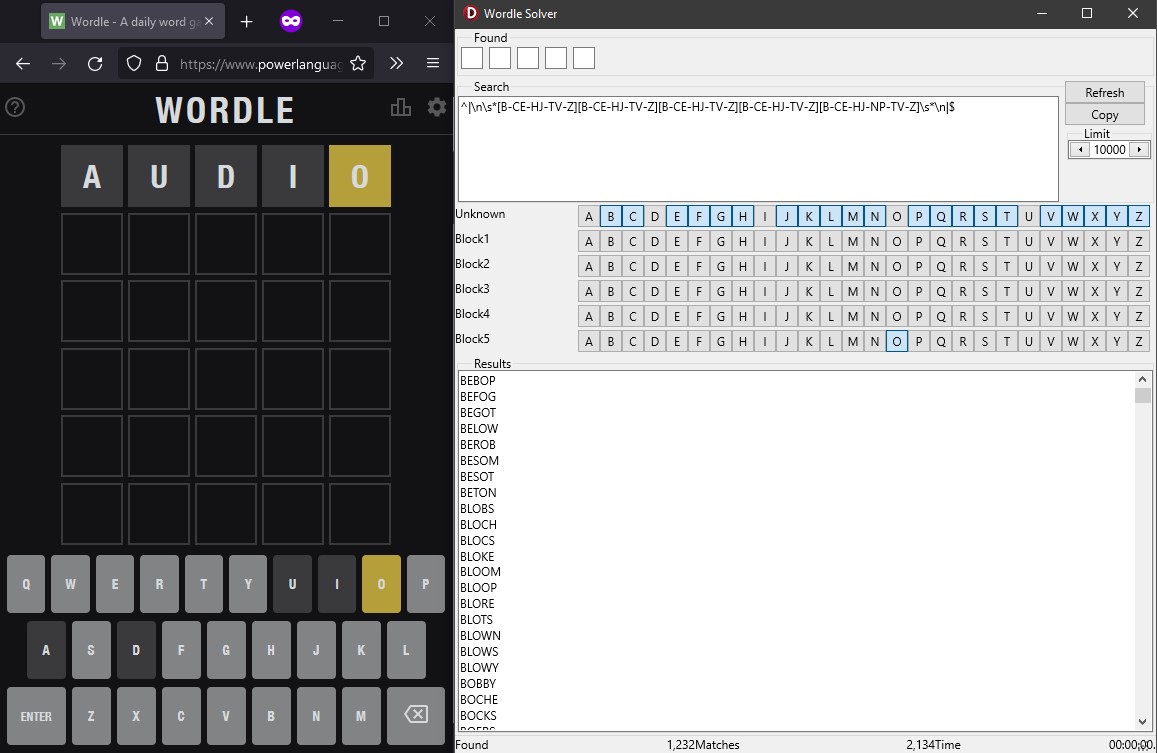 Wordle - A daily word ga
https://www.powerlanguag
WORDLE
A U D I O
Q W E R T Y U I O P
A S D F G H J K L
ENTER Z X C V B N M
Wordle Solver
Found
Search
^|\n\s*[B-CE-HJ-TV-Z][B-CE-HJ-TV-Z][B-CE-HJ-TV-Z][B-CE-HJ-TV-Z][B-CE-HJ-NP-TV-Z]\s*\n|$
Refresh
Copy
Limit
10000
Unknown A B C D E F G H I J K L M N O P Q R S T U V W X Y Z
Block1 A B C D E F G H I J K L M N O P Q R S T U V W X Y Z
Block2 A B C D E F G H I J K L M N O P Q R S T U V W X Y Z
Block3 A B C D E F G H I J K L M N O P Q R S T U V W X Y Z
Block4 A B C D E F G H I J K L M N O P Q R S T U V W X Y Z
Block5 A B C D E F G H I J K L M N O P Q R S T U V W X Y Z
Results
BEBOP
BEFOG
BEGOT
BELOW
BEROB
BESOM
BESOT
BETON
BLOBS
BLOCH
BLOCS
BLOKE
BLOOM
BLOOP
BLORE
BLOTS
BLOWN
BLOWS
BLOWY
BOBBY
BOCHE
BOCKS
Found 1,232Matches 2,134Time 00:00:00